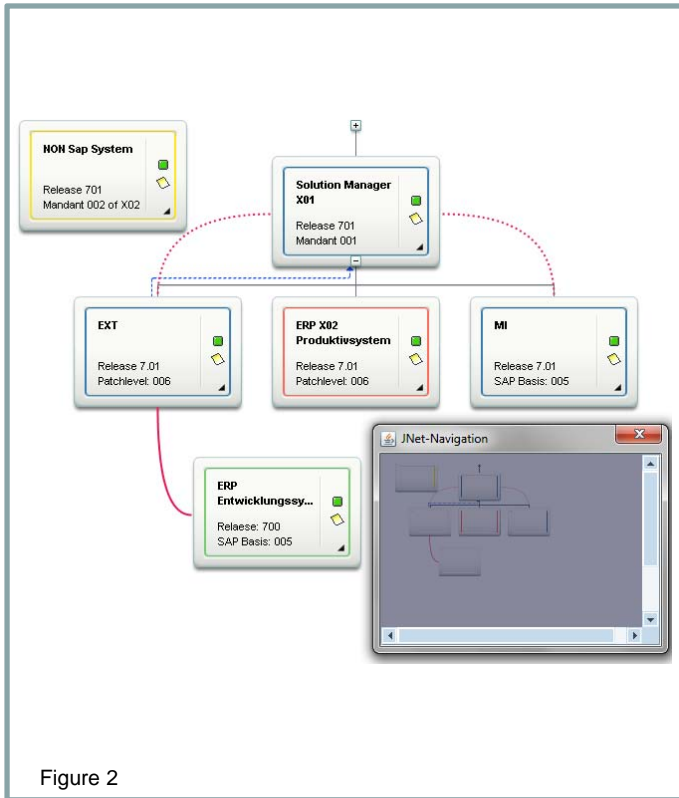 NON Sap System
Release 701
Mandant 002 of X02
Solution Manager
X01
Release 701
Mandant 001
EXT
Release 7.01
Patchlevel: 006
ERP X02
Produktivsystem
Release 7.01
Patchlevel: 006
MI
Release 7.01
SAP Basis: 005
JNet-Navigation
ERP
Entwicklungssy...
Relaese: 700
SAP Basis: 005
Figure 2